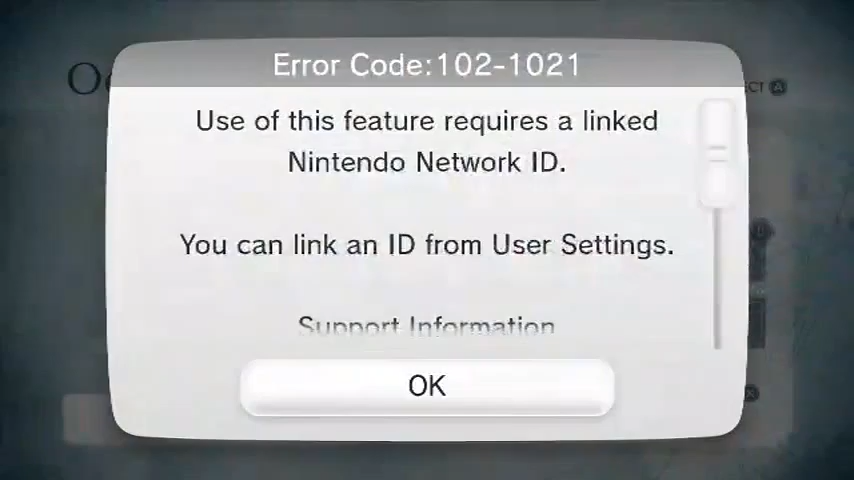 Error Code:102-1021
Use of this feature requires a linked
Nintendo Network ID.
You can link an ID from User Settings.
Support Information
OK